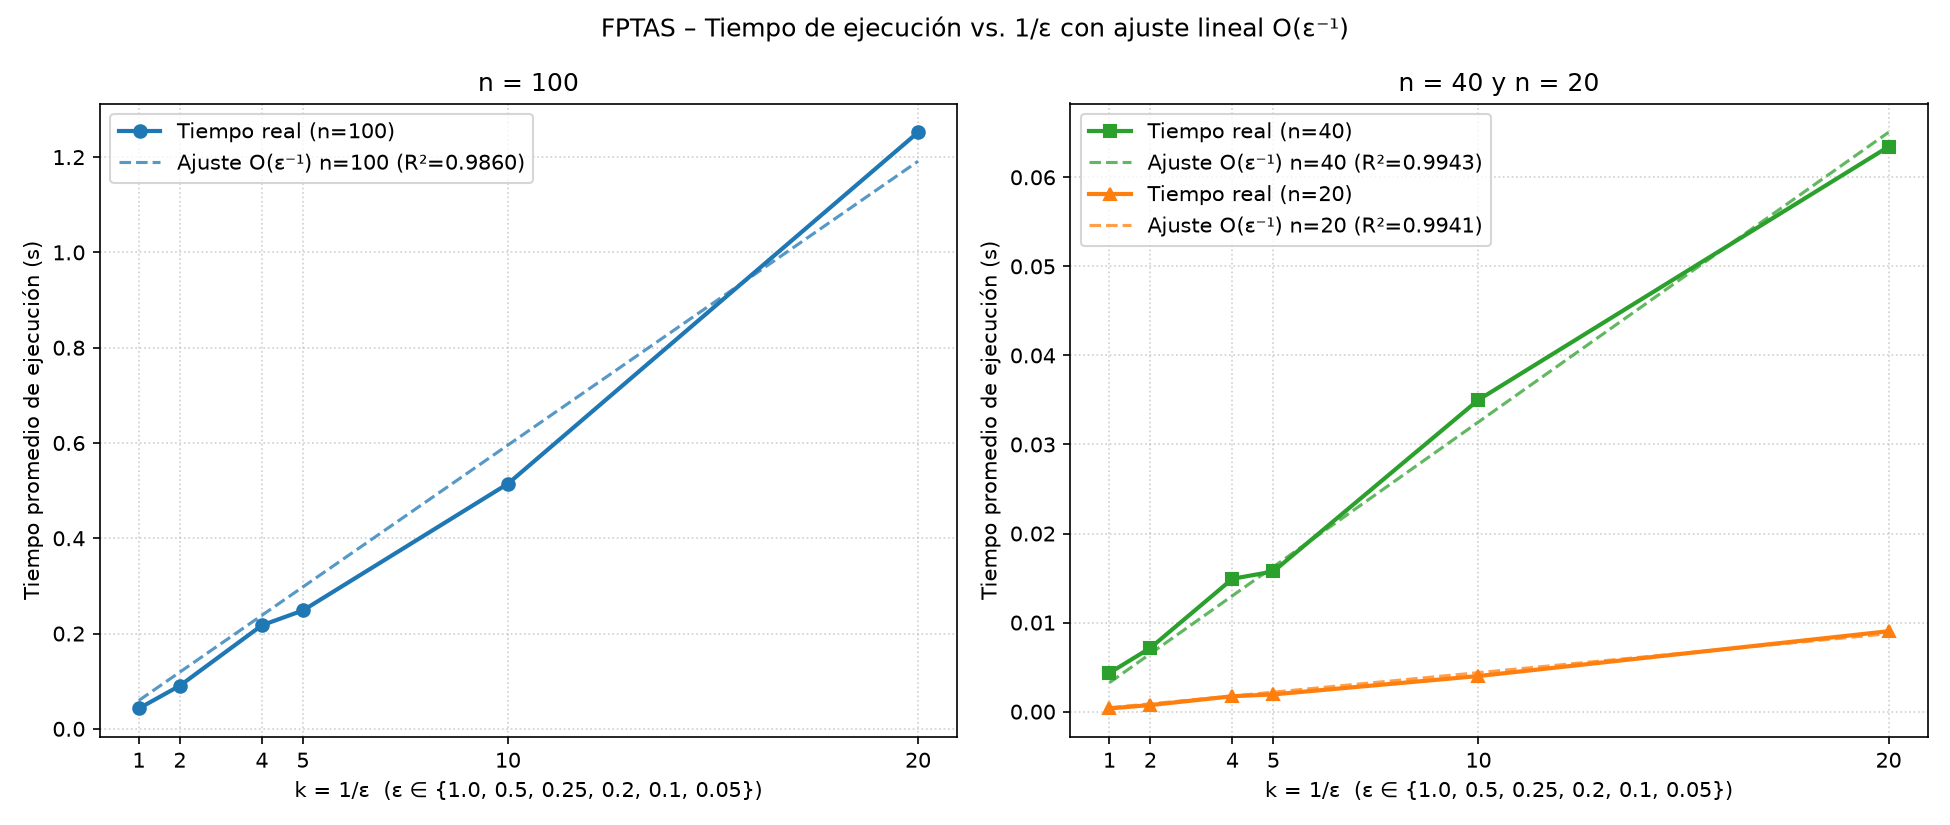 FPTAS – Tiempo de ejecución vs. 1/ε con ajuste lineal O(ε⁻¹)
n = 100
Tiempo real (n=100)
Ajuste O(ε⁻¹) n=100 (R²=0.9860)
Tiempo promedio de ejecución (s)
1.2
1.0
0.8
0.6
0.4
0.2
0.0
1 2 4 5 10 20
k = 1/ε (ε ∈ {1.0, 0.5, 0.25, 0.2, 0.1, 0.05})
n = 40 y n = 20
Tiempo real (n=40)
Ajuste O(ε⁻¹) n=40 (R²=0.9943)
Tiempo real (n=20)
Ajuste O(ε⁻¹) n=20 (R²=0.9941)
Tiempo promedio de ejecución (s)
0.06
0.05
0.04
0.03
0.02
0.01
0.00
1 2 4 5 10 20
k = 1/ε (ε ∈ {1.0, 0.5, 0.25, 0.2, 0.1, 0.05})